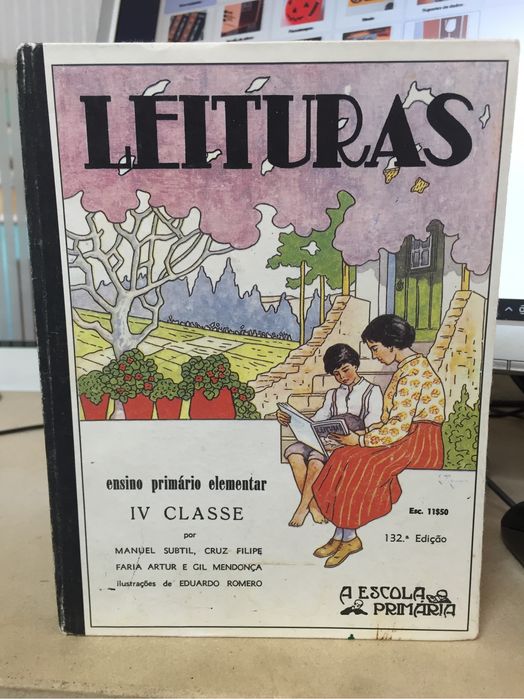 LEITURAS
ensino primário elementar
IV CLASSE
por
MANUEL SUBTIL, CRUZ FILIPE
FARIA ARTUR E GIL MENDONÇA
ilustrações de EDUARDO ROMERO
Esc. 11$50
132.ª Edição
A ESCOLA
PRIMÁRIA